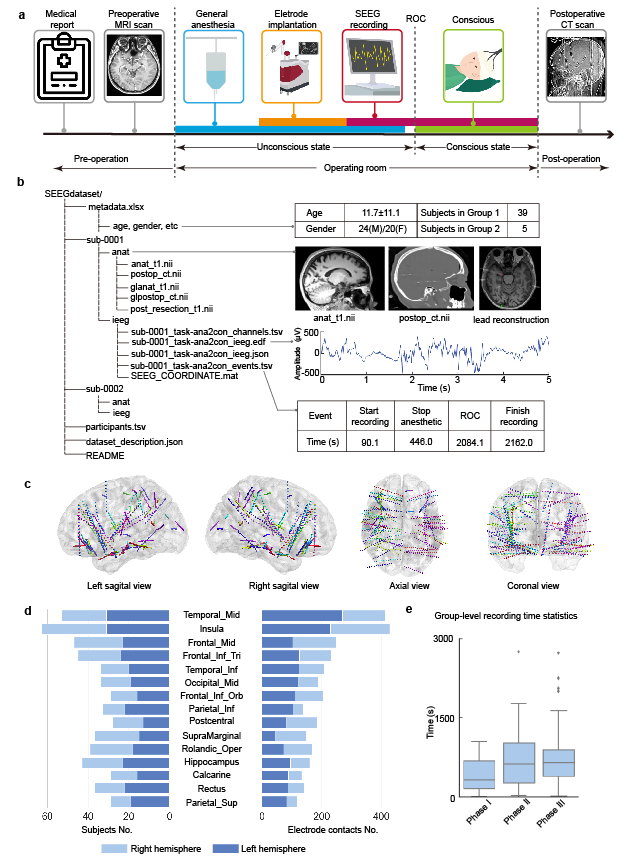 a
Medical report
Preoperative MRI scan
General anesthesia
Eletrode implantation
SEEG recording
ROC
Conscious
Postoperative CT scan
Unconscious state
Conscious state
Pre-operation
Operating room
Post-operation
b
SEEGdataset/
metadata.xlsx
age, gender, etc
sub-0001
anat
anat_t1.nii
postop_ct.nii
glanat_t1.nii
glpostop_ct.nii
post_resection_t1.nii
ieeg
sub-0001_task-ana2con_channels.tsv
sub-0001_task-ana2con_ieeg.edf
sub-0001_task-ana2con_ieeg.json
sub-0001_task-ana2con_events.tsv
SEEG_COORDINATE.mat
sub-0002
anat
ieeg
participants.tsv
dataset_description.json
README
Age 11.7±11.1 Subjects in Group 1 39
Gender 24(M)/20(F) Subjects in Group 2 5
anat_t1.nii postop_ct.nii lead reconstruction
Amplitude (μV)
500
0
-500
0 1 2 3 4 5
Time (s)
Event Start recording Stop anesthetic ROC Finish recording
Time (s) 90.1 446.0 2084.1 2162.0
c
Left sagital view Right sagital view Axial view Coronal view
d
Temporal_Mid
Insula
Frontal_Mid
Frontal_Inf_Tri
Temporal_Inf
Occipital_Mid
Frontal_Inf_Orb
Parietal_Inf
Postcentral
SupraMarginal
Rolandic_Oper
Hippocampus
Calcarine
Rectus
Parietal_Sup
60 40 20 0
0 200 400
Subjects No. Electrode contacts No.
Right hemisphere Left hemisphere
e
Group-level recording time statistics
Time (s)
3000
1500
0
Phase I Phase II Phase III